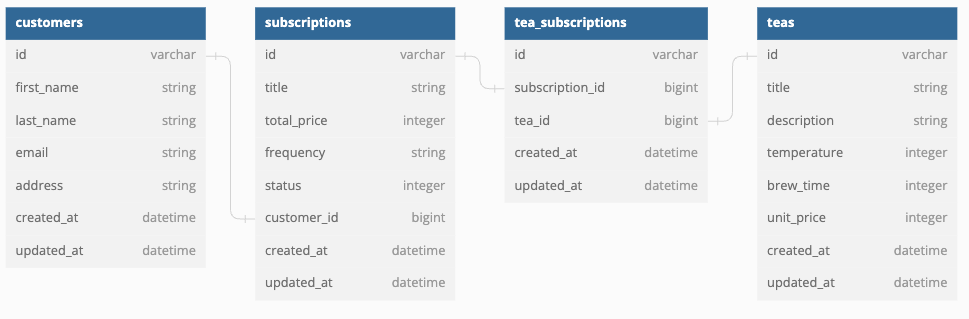 customers
id varchar
first_name string
last_name string
email string
address string
created_at datetime
updated_at datetime
subscriptions
id varchar
title string
total_price integer
frequency string
status integer
customer_id bigint
created_at datetime
updated_at datetime
tea_subscriptions
id varchar
subscription_id bigint
tea_id bigint
created_at datetime
updated_at datetime
teas
id varchar
title string
description string
temperature integer
brew_time integer
unit_price integer
created_at datetime
updated_at datetime